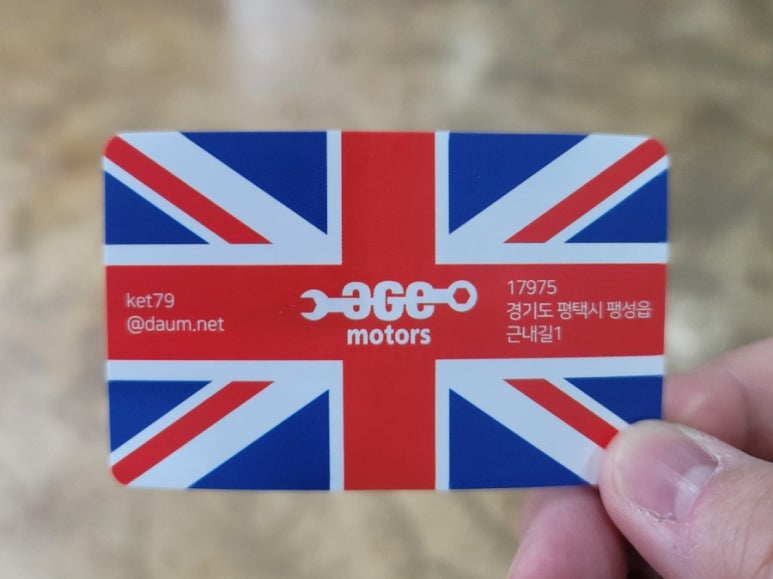 ket79
@daum.net
aGe
motors
17975
경기도 평택시 팽성읍
근내길1